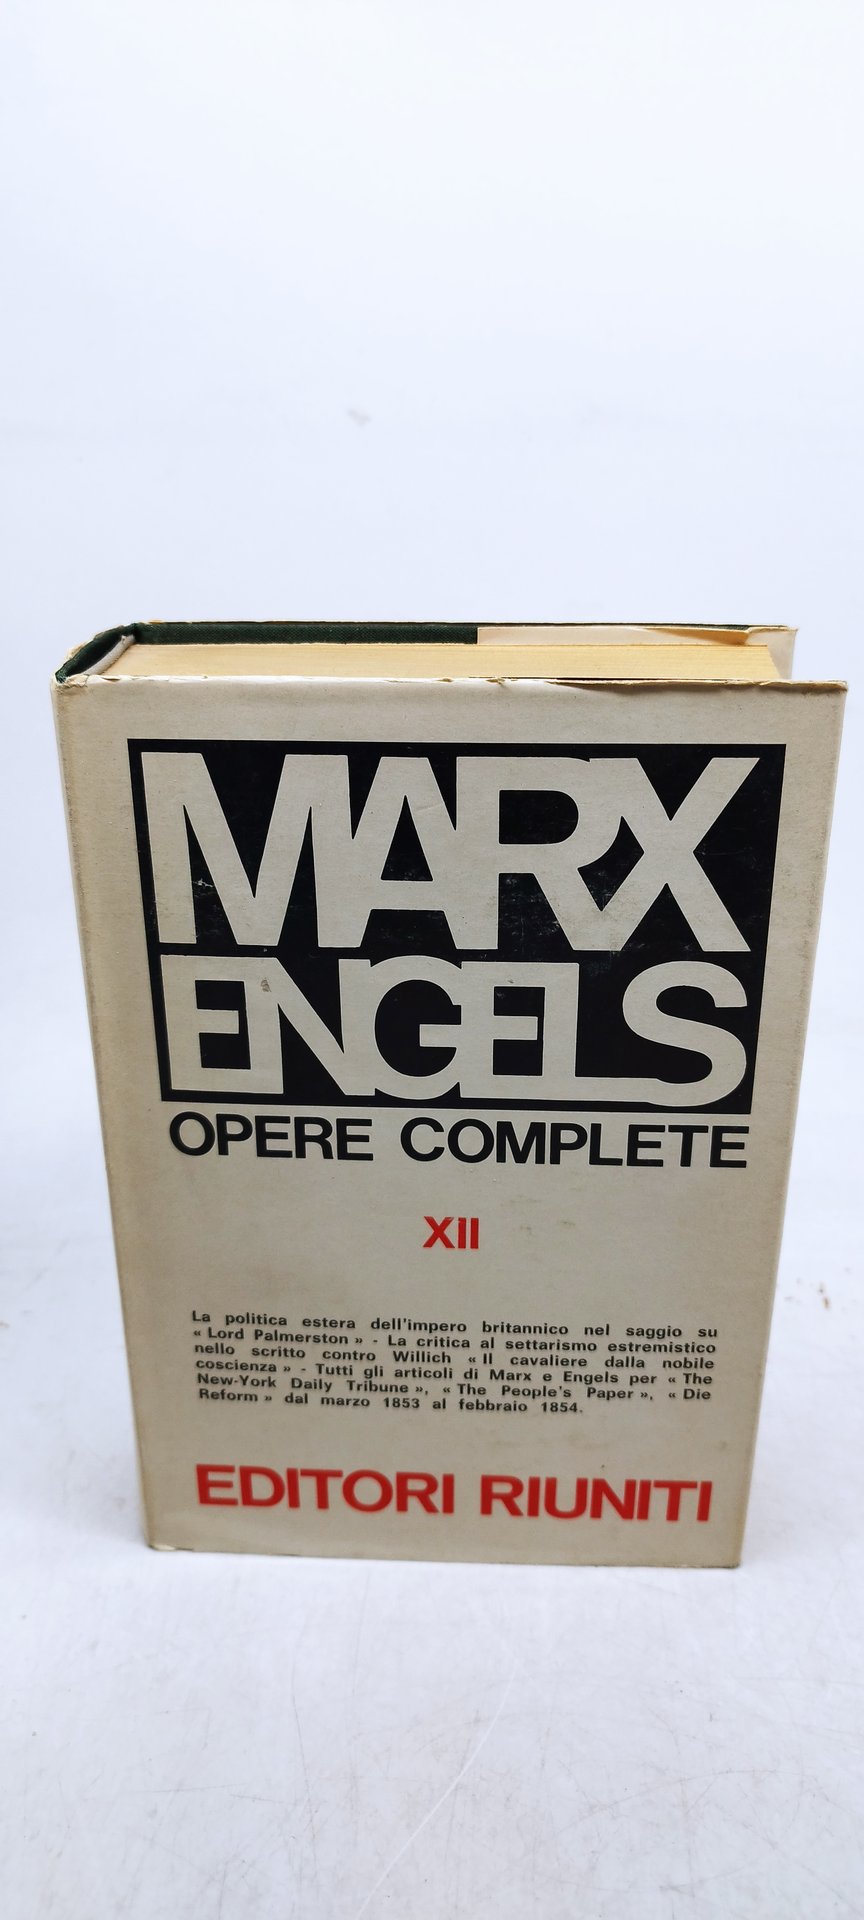 MARX
ENGELS
OPERE COMPLETE
XII
La politica estera dell'impero britannico nel saggio su
« Lord Palmerston » - La critica al settarismo estremistico
nello scritto contro Willich « Il cavaliere dalla nobile
coscienza » - Tutti gli articoli di Marx e Engels per « The
New-York Daily Tribune », « The People's Paper », « Die
Reform » dal marzo 1853 al febbraio 1854.
EDITORI RIUNITI